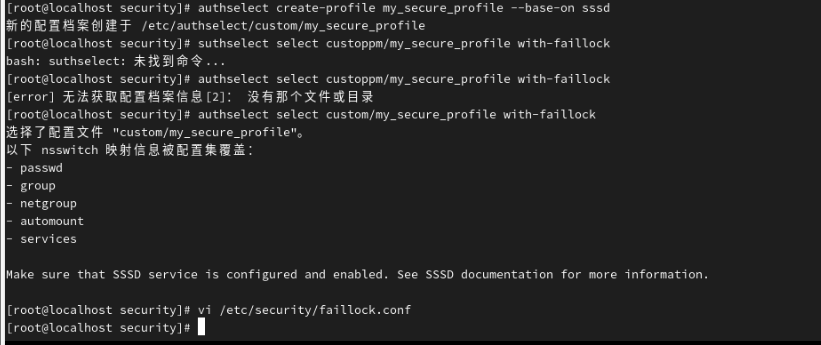 [root@localhost security]# authselect create-profile my_secure_profile --base-on sssd
新的配置档案创建于 /etc/authselect/custom/my_secure_profile
[root@localhost security]# suthselect select custoppm/my_secure_profile with-faillock
bash: suthselect: 未找到命令...
[root@localhost security]# authselect select custoppm/my_secure_profile with-faillock
[error] 无法获取配置档案信息[2]： 没有那个文件或目录
[root@localhost security]# authselect select custom/my_secure_profile with-faillock
选择了配置文件 "custom/my_secure_profile"。
以下 nsswitch 映射信息被配置集覆盖：
- passwd
- group
- netgroup
- automount
- services
Make sure that SSSD service is configured and enabled. See SSSD documentation for more information.
[root@localhost security]# vi /etc/security/faillock.conf
[root@localhost security]#